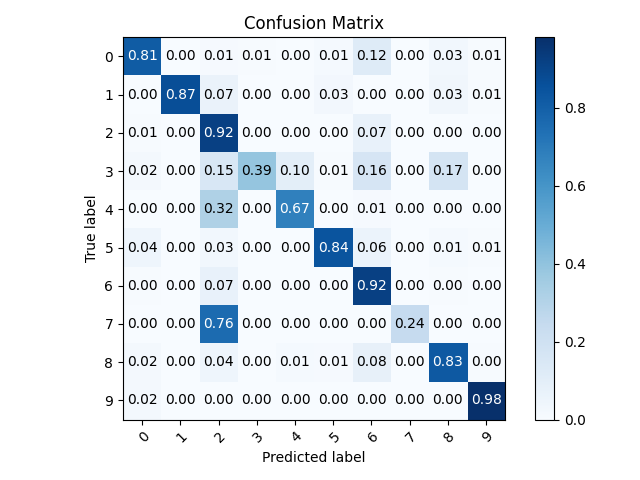 Confusion Matrix
0 0.81 0.00 0.01 0.01 0.00 0.01 0.12 0.00 0.03 0.01
1 0.00 0.87 0.07 0.00 0.00 0.03 0.00 0.00 0.03 0.01
2 0.01 0.00 0.92 0.00 0.00 0.00 0.07 0.00 0.00 0.00
3 0.02 0.00 0.15 0.39 0.10 0.01 0.16 0.00 0.17 0.00
4 0.00 0.00 0.32 0.00 0.67 0.00 0.01 0.00 0.00 0.00
5 0.04 0.00 0.03 0.00 0.00 0.84 0.06 0.00 0.01 0.01
6 0.00 0.00 0.07 0.00 0.00 0.00 0.92 0.00 0.00 0.00
7 0.00 0.00 0.76 0.00 0.00 0.00 0.00 0.24 0.00 0.00
8 0.02 0.00 0.04 0.00 0.01 0.01 0.08 0.00 0.83 0.00
9 0.02 0.00 0.00 0.00 0.00 0.00 0.00 0.00 0.00 0.98
0 1 2 3 4 5 6 7 8 9
True label
Predicted label
0.8
0.6
0.4
0.2
0.0